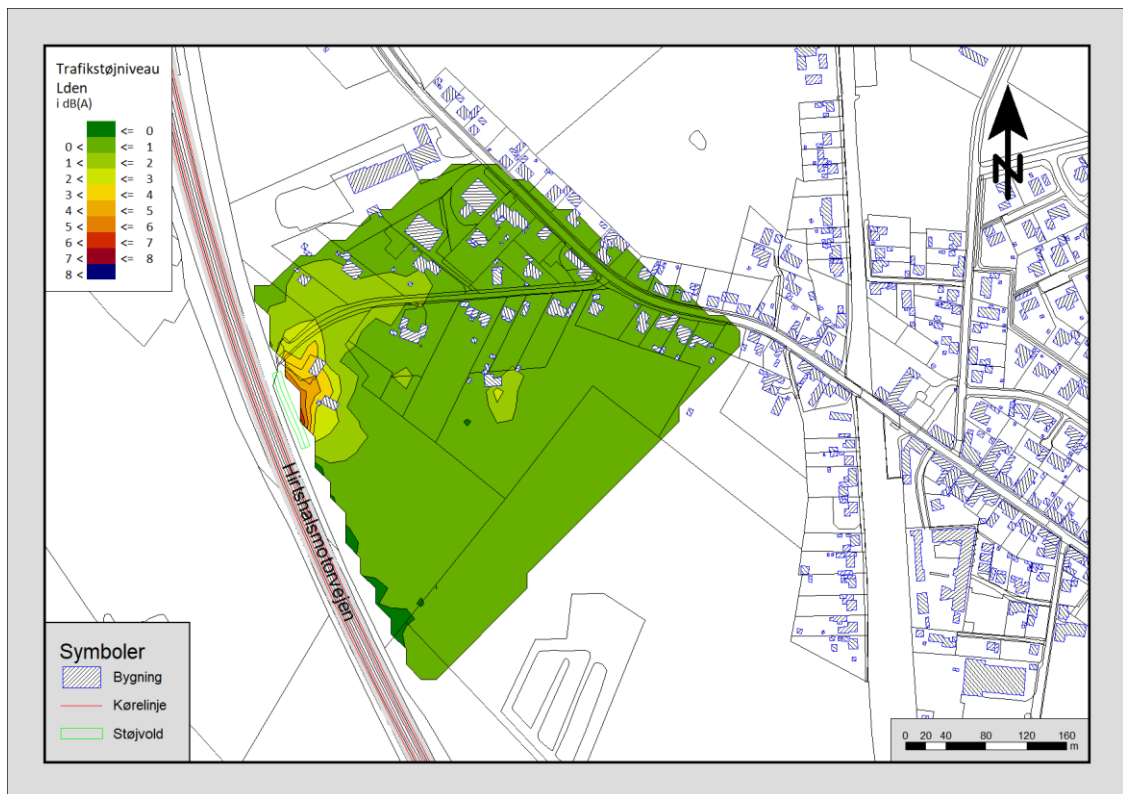 Trafikstøjniveau
Lden
i dB(A)
<= 0
0 < <= 1
1 < <= 2
2 < <= 3
3 < <= 4
4 < <= 5
5 < <= 6
6 < <= 7
7 < <= 8
8 <
N
Hirtshalsmotorvejen
Symboler
Bygning
Kørelinje
Støjvold
0 20 40 80 120 160
m